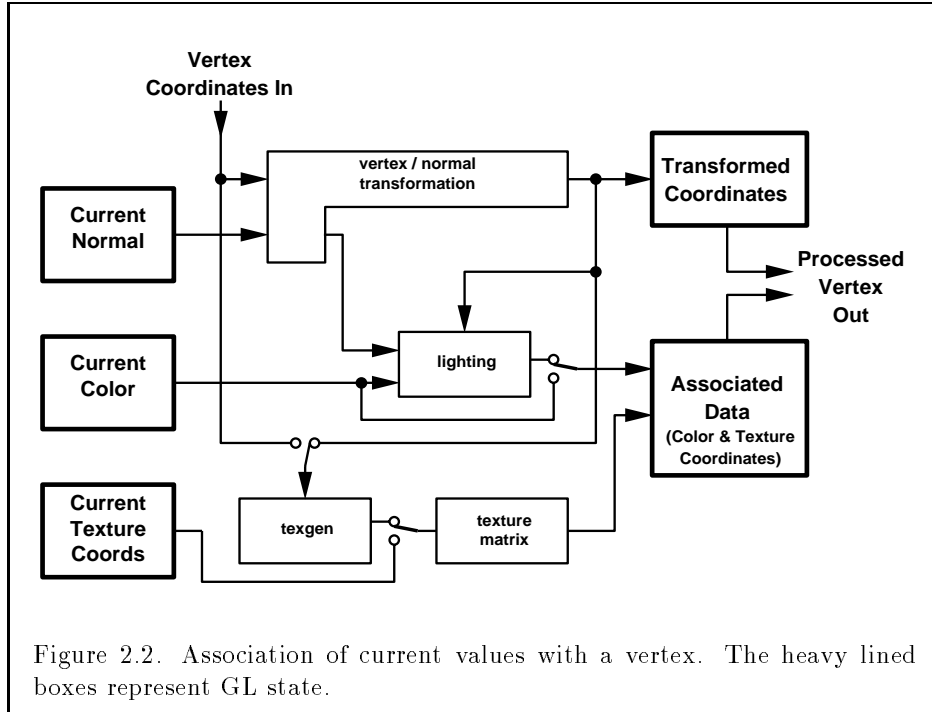 Vertex
Coordinates In
vertex / normal
transformation
Transformed
Coordinates
Current
Normal
Processed
Vertex
Out
lighting
Current
Color
Associated
Data
(Color & Texture
Coordinates)
Current
Texture
Coords
texgen
texture
matrix
Figure 2.2. Association of current values with a vertex. The heavy lined
boxes represent GL state.